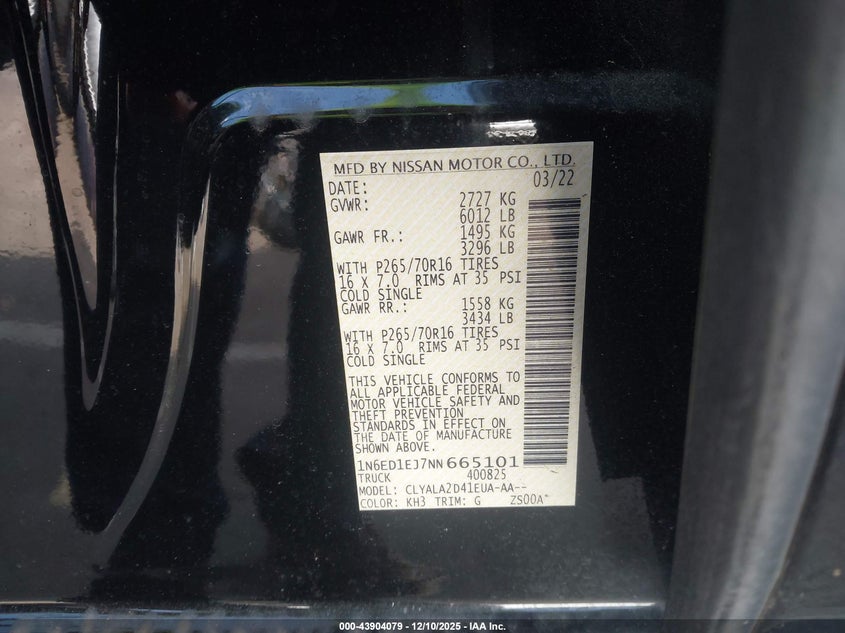 MFD BY NISSAN MOTOR CO., LTD.
DATE: 03/22
GVWR: 2727 KG
6012 LB
GAWR FR.: 1495 KG
3296 LB
WITH P265/70R16 TIRES
16 X 7.0 RIMS AT 35 PSI
COLD SINGLE
GAWR RR.: 1558 KG
3434 LB
WITH P265/70R16 TIRES
16 X 7.0 RIMS AT 35 PSI
COLD SINGLE
THIS VEHICLE CONFORMS TO
ALL APPLICABLE FEDERAL
MOTOR VEHICLE SAFETY AND
THEFT PREVENTION
STANDARDS IN EFFECT ON
THE DATE OF MANUFACTURE
SHOWN ABOVE.
1N6ED1EJ7NN665101
TRUCK 400825
MODEL: CLYALA2D41EUA-AA--
COLOR: KH3 TRIM: G ZS00A*
000-43904079 - 12/10/2025 - IAA Inc.